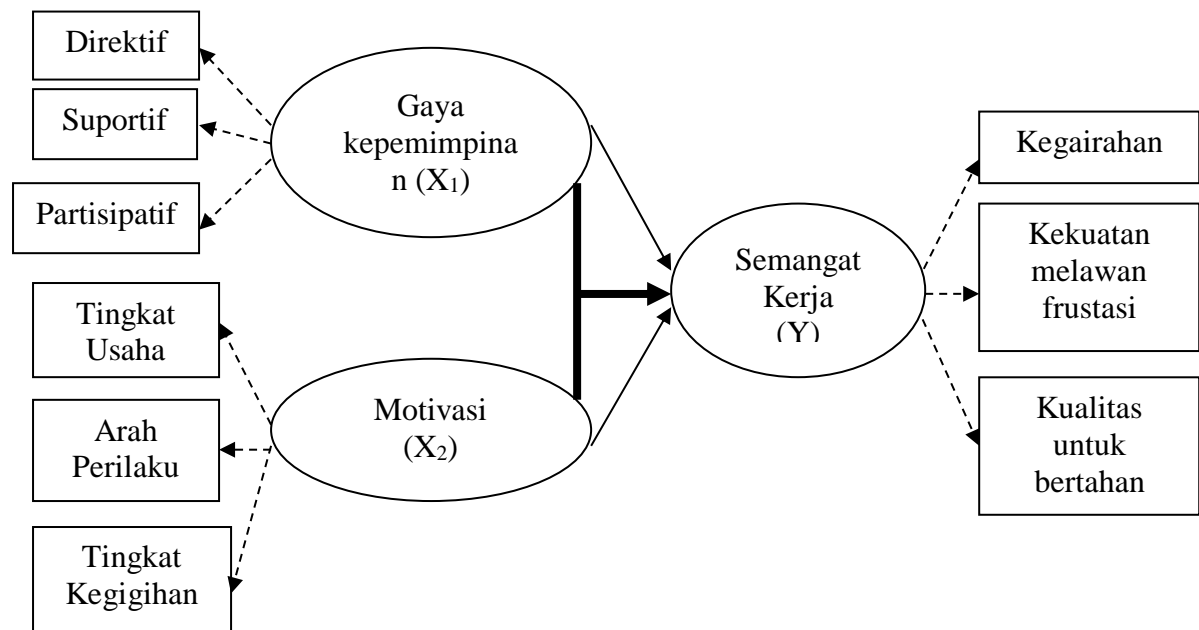 Direktif
Suportif
Partisipatif
Gaya
kepemimpina
n (X₁)
Tingkat
Usaha
Arah
Perilaku
Tingkat
Kegigihan
Motivasi
(X₂)
Semangat
Kerja
(Y)
Kegairahan
Kekuatan
melawan
frustasi
Kualitas
untuk
bertahan